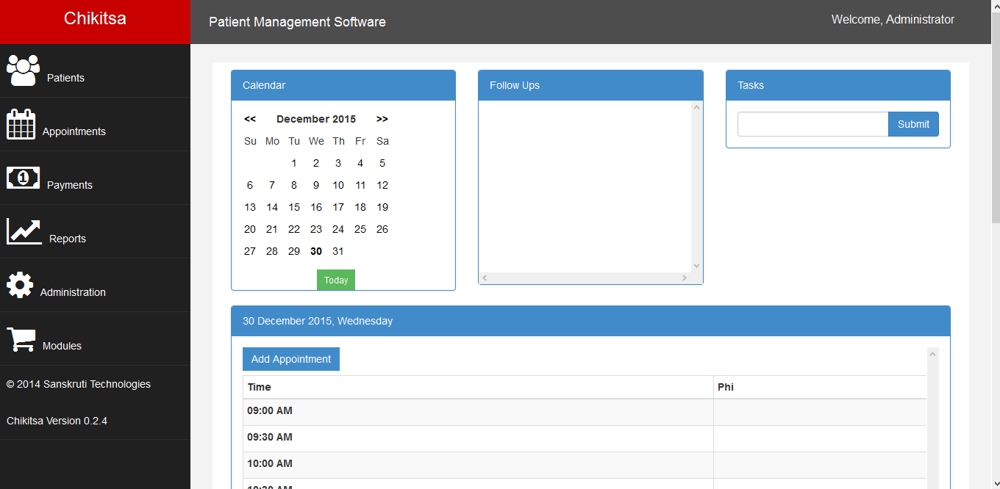 Chikitsa
Patient Management Software
Welcome, Administrator
Patients
Appointments
Payments
Reports
Administration
Modules
© 2014 Sanskruti Technologies
Chikitsa Version 0.2.4
Calendar
<< December 2015 >>
Su Mo Tu We Th Fr Sa
1 2 3 4 5
6 7 8 9 10 11 12
13 14 15 16 17 18 19
20 21 22 23 24 25 26
27 28 29 30 31
Today
Follow Ups
Tasks
Submit
30 December 2015, Wednesday
Add Appointment
Time Phi
09:00 AM
09:30 AM
10:00 AM
10:30 AM